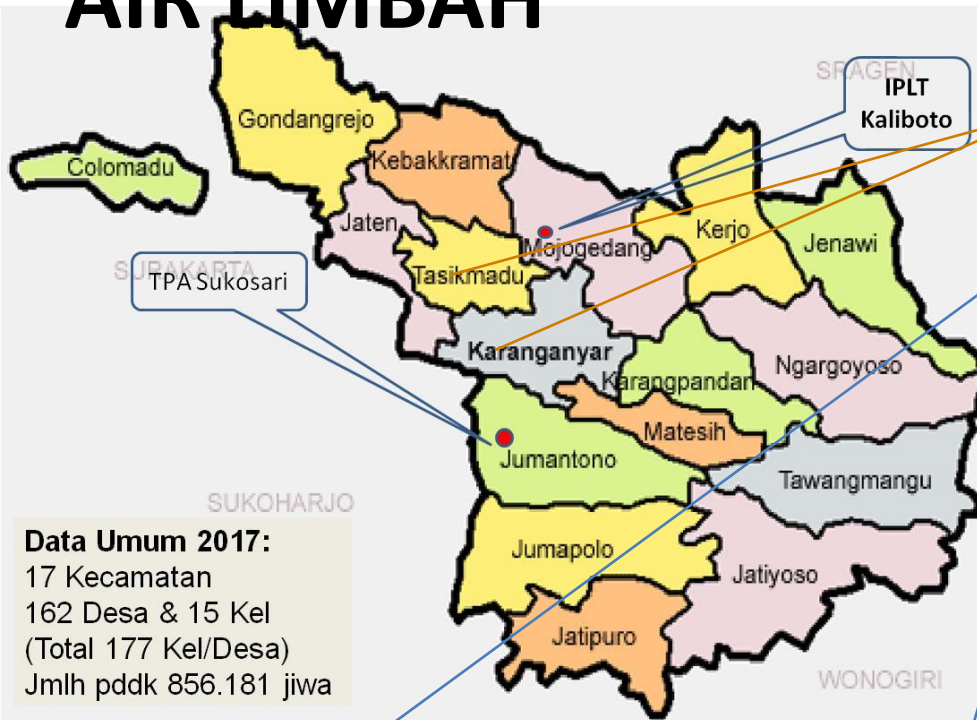 AIR LIMBAH
SRAGEN
IPLT
Kaliboto
Gondangrejo
Kebakkramat
Colomadu
Jaten
Mojogedang
Kerjo
Jenawi
SURAKARTA
Tasikmadu
TPA Sukosari
Karanganyar
Karangpandan
Ngargoyoso
Matesih
Jumantono
Tawangmangu
SUKOHARJO
Data Umum 2017:
17 Kecamatan
162 Desa & 15 Kel
(Total 177 Kel/Desa)
Jmlh pddk 856.181 jiwa
Jumapolo
Jatiyoso
Jatipuro
WONOGIRI